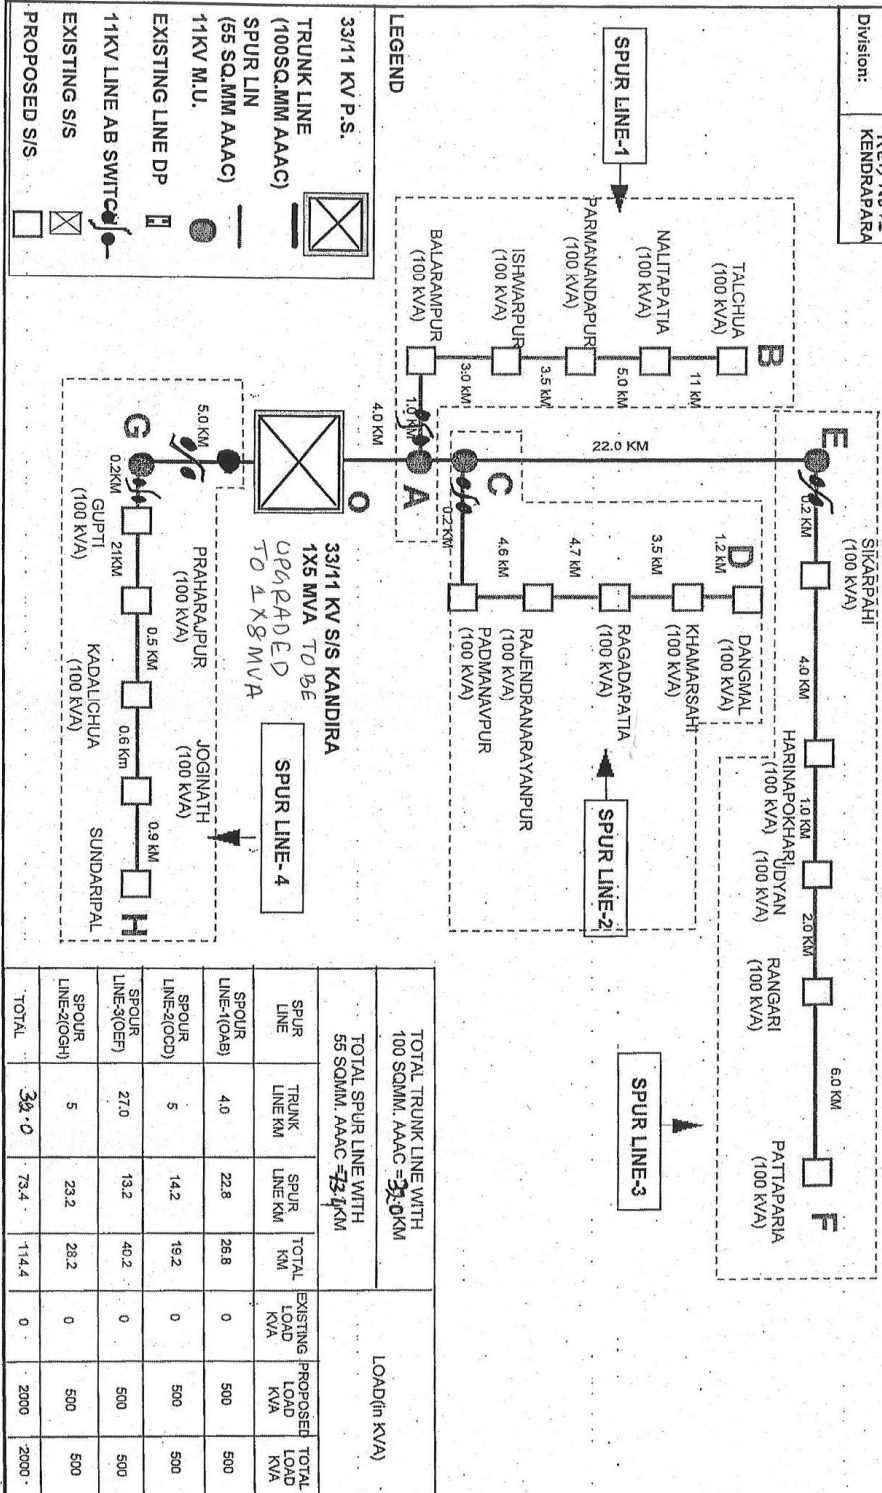 Division:
KENDRAPARA
SPUR LINE-1
TALCHUA
(100 kVA)
NALITAPATIA
(100 kVA)
PARMANANDAPUR
(100 kVA)
ISHWARPUR
(100 kVA)
BALARAMPUR
(100 kVA)
B
11 kM
5.0 kM
3.5 kM
3.0 kM
1.0 kM
4.0 KM
A
O
C
22.0 KM
E
0.2 KM
SIKARPAHI
(100 kVA)
4.0 KM
HARINAPOKHARI
(100 kVA)
1.0 KM
UDYAN
(100 kVA)
2.0 KM
RANGARI
(100 kVA)
6.0 KM
PATTAPARIA
(100 kVA)
F
SPUR LINE-3
0.2KM
4.6 kM
4.7 kM
3.5 kM
1.2 kM
D
DANGMAL
(100 kVA)
KHAMARSAHI
(100 kVA)
RAGADAPATIA
(100 kVA)
RAJENDRANARAYANPUR
(100 kVA)
PADMANAVPUR
(100 kVA)
SPUR LINE-2
33/11 KV S/S KANDIRA
1X5 MVA TO BE
UPGRADED
TO 1X8 MVA
5.0 KM
G
0.2KM
GUPTI
(100 kVA)
21KM
PRAHARAJPUR
(100 kVA)
0.5 KM
KADALICHUA
(100 kVA)
0.6 Km
JOGINATH
(100 kVA)
0.9 kM
SUNDARIPAL
H
SPUR LINE- 4
LEGEND
33/11 KV P.S.
TRUNK LINE
(100SQ.MM AAAC)
SPUR LIN
(55 SQ.MM AAAC)
11KV M.U.
EXISTING LINE DP
11KV LINE AB SWITCH
EXISTING S/S
PROPOSED S/S
TOTAL TRUNK LINE WITH
100 SQMM. AAAC = KM
TOTAL SPUR LINE WITH
55 SQMM. AAAC = KM
LOAD(in KVA)
SPUR LINE TRUNK LINE KM SPUR LINE KM TOTAL KM EXISTING LOAD KVA PROPOSED LOAD KVA TOTAL LOAD KVA
SPOUR LINE-1(OAB) 4.0 22.8 26.8 0 500 500
SPOUR LINE-2(OCD) 5 14.2 19.2 0 500 500
SPOUR LINE-3(OEF) 27.0 13.2 40.2 0 500 500
SPOUR LINE-2(OGH) 5 23.2 28.2 0 500 500
TOTAL 73.4 114.4 0 2000 2000